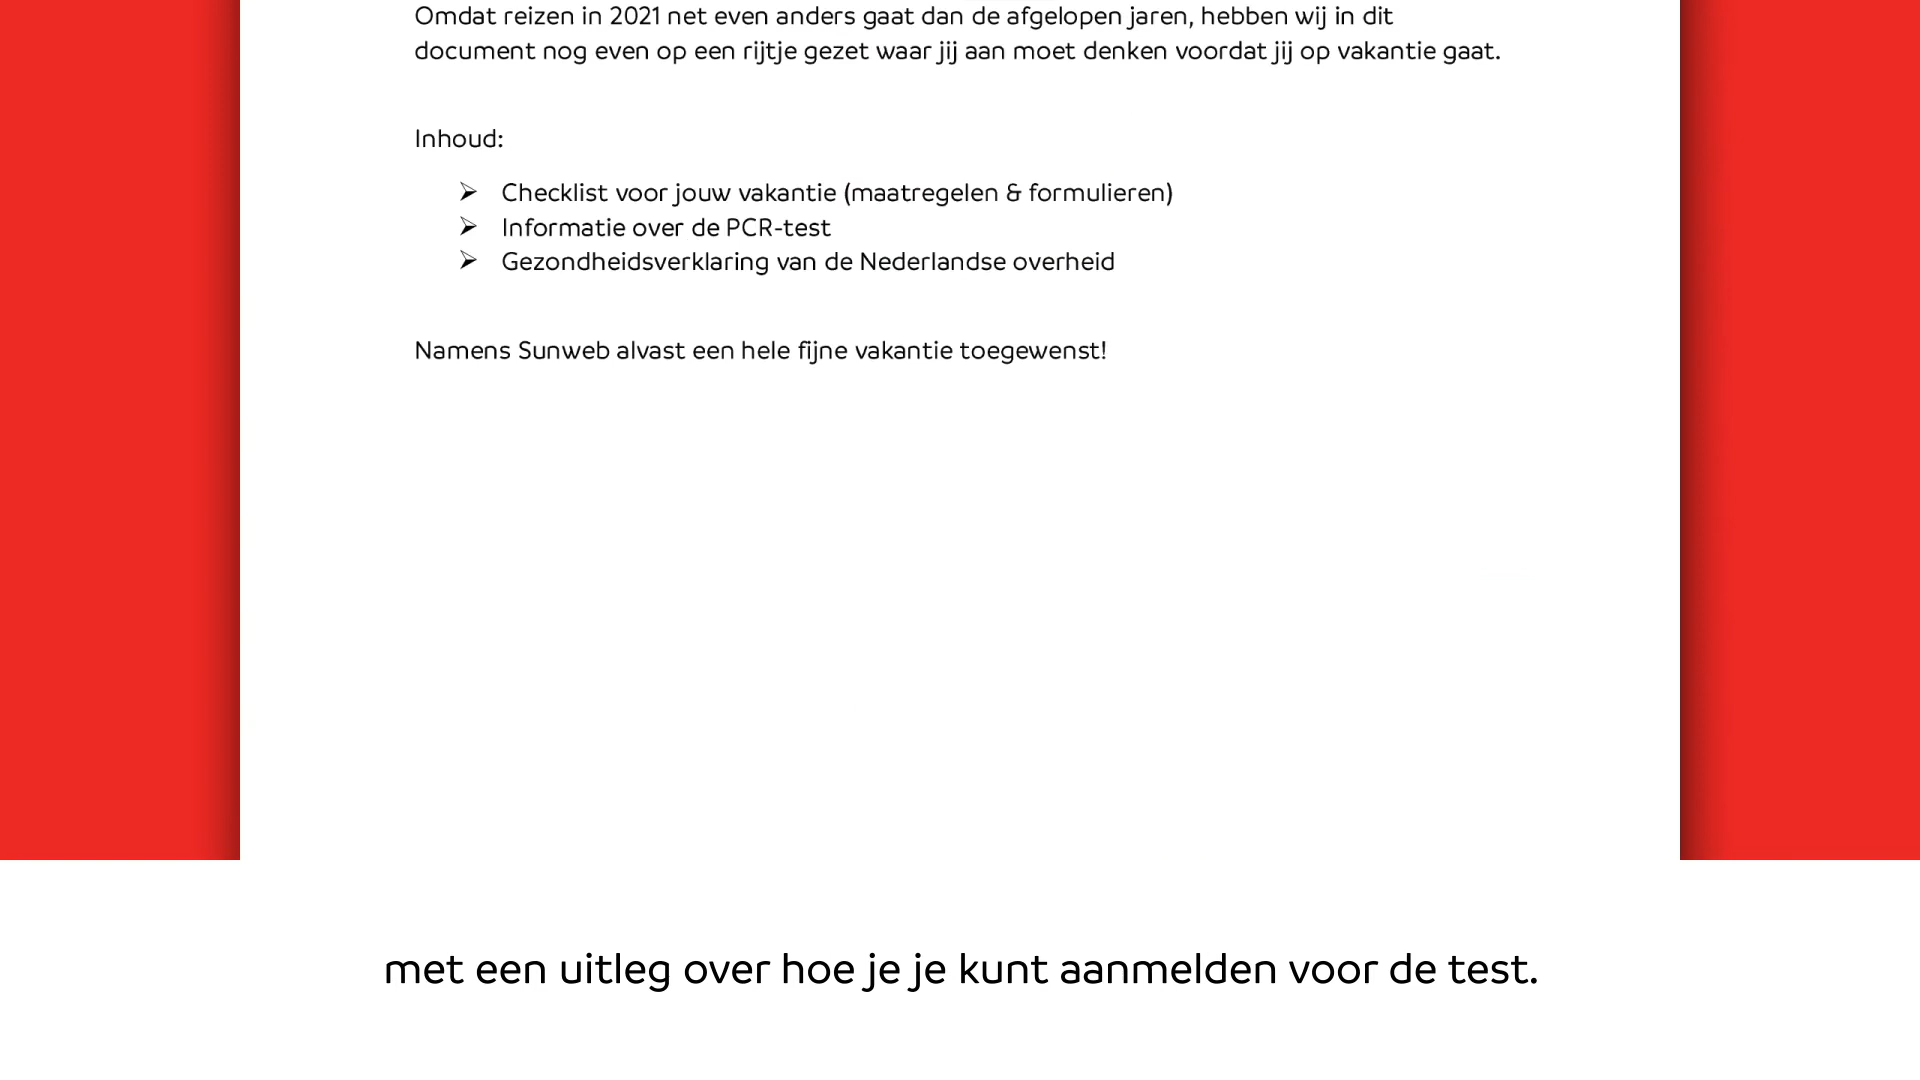 Omdat reizen in 2021 net even anders gaat dan de afgelopen jaren, hebben wij in dit
document nog even op een rijtje gezet waar jij aan moet denken voordat jij op vakantie gaat.
Inhoud:
➢ Checklist voor jouw vakantie (maatregelen & formulieren)
➢ Informatie over de PCR-test
➢ Gezondheidsverklaring van de Nederlandse overheid
Namens Sunweb alvast een hele fijne vakantie toegewenst!
met een uitleg over hoe je je kunt aanmelden voor de test.